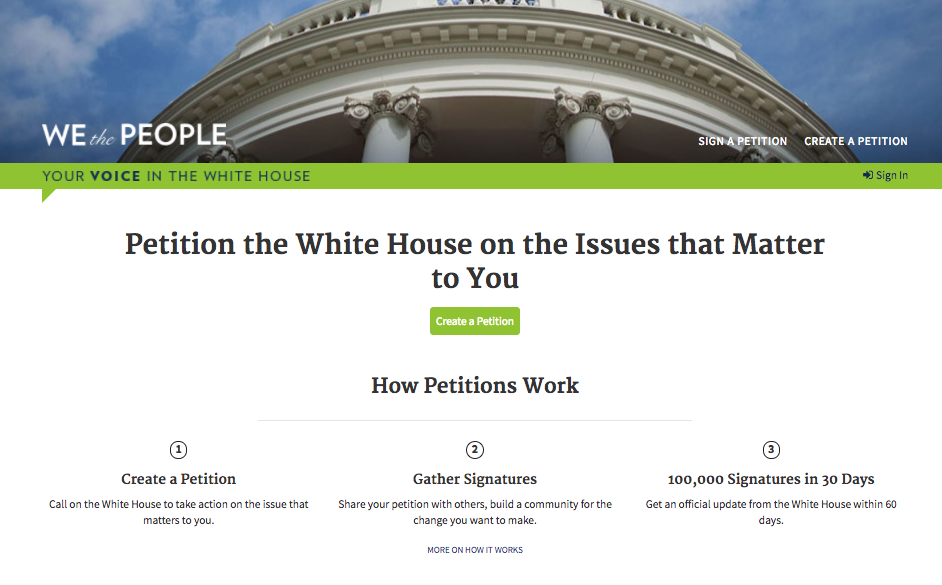 WE the PEOPLE
SIGN A PETITION CREATE A PETITION
YOUR VOICE IN THE WHITE HOUSE
Sign In
Petition the White House on the Issues that Matter
to You
Create a Petition
How Petitions Work
1
Create a Petition
Call on the White House to take action on the issue that
matters to you.
2
Gather Signatures
Share your petition with others, build a community for the
change you want to make.
3
100,000 Signatures in 30 Days
Get an official update from the White House within 60
days.
MORE ON HOW IT WORKS